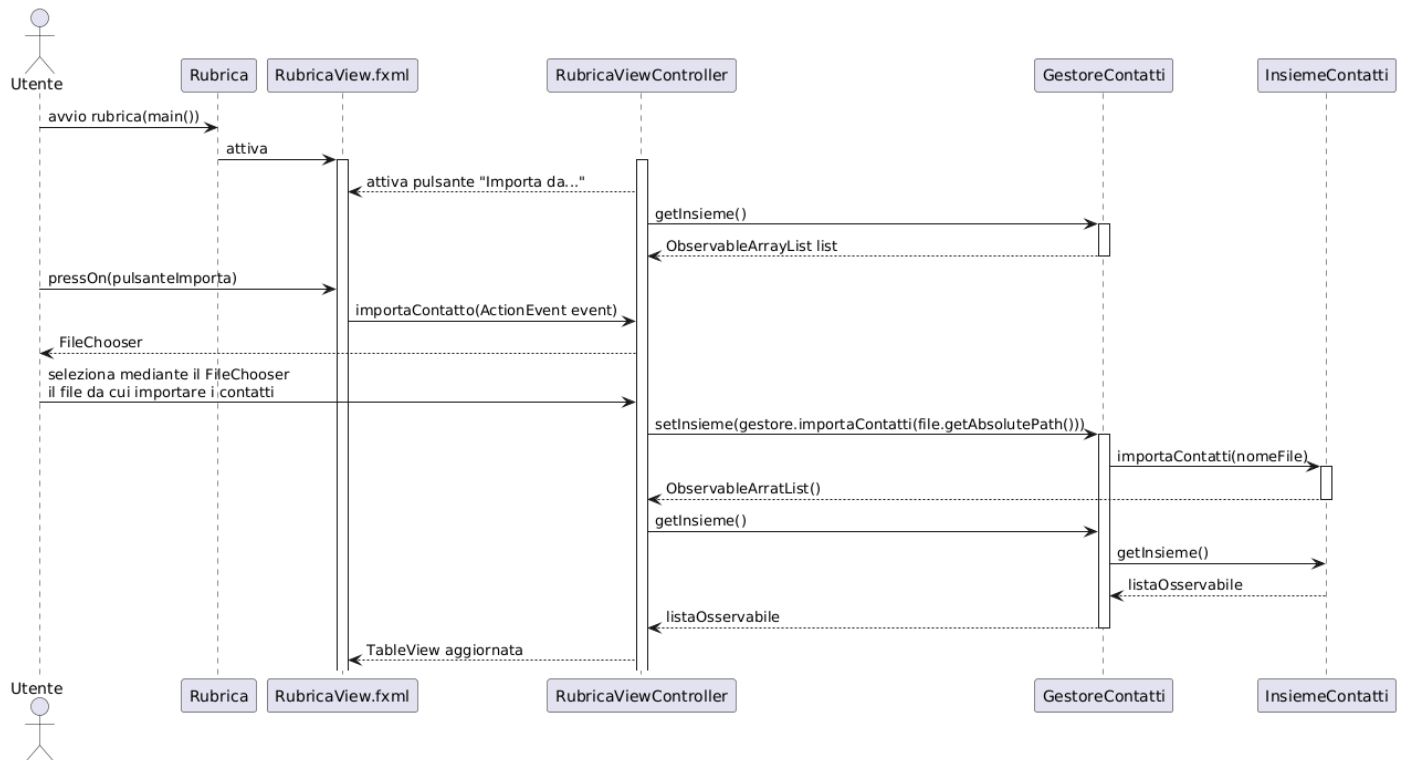 Utente
Rubrica
RubricaView.fxml
RubricaViewController
GestoreContatti
InsiemeContatti
avvio rubrica(main())
attiva
attiva pulsante "Importa da..."
getInsieme()
ObservableArrayList list
pressOn(pulsanteImporta)
importaContatto(ActionEvent event)
FileChooser
seleziona mediante il FileChooser
il file da cui importare i contatti
setInsieme(gestore.importaContatti(file.getAbsolutePath()))
importaContatti(nomeFile)
ObservableArratList()
getInsieme()
getInsieme()
listaOsservabile
listaOsservabile
TableView aggiornata
Utente
Rubrica
RubricaView.fxml
RubricaViewController
GestoreContatti
InsiemeContatti